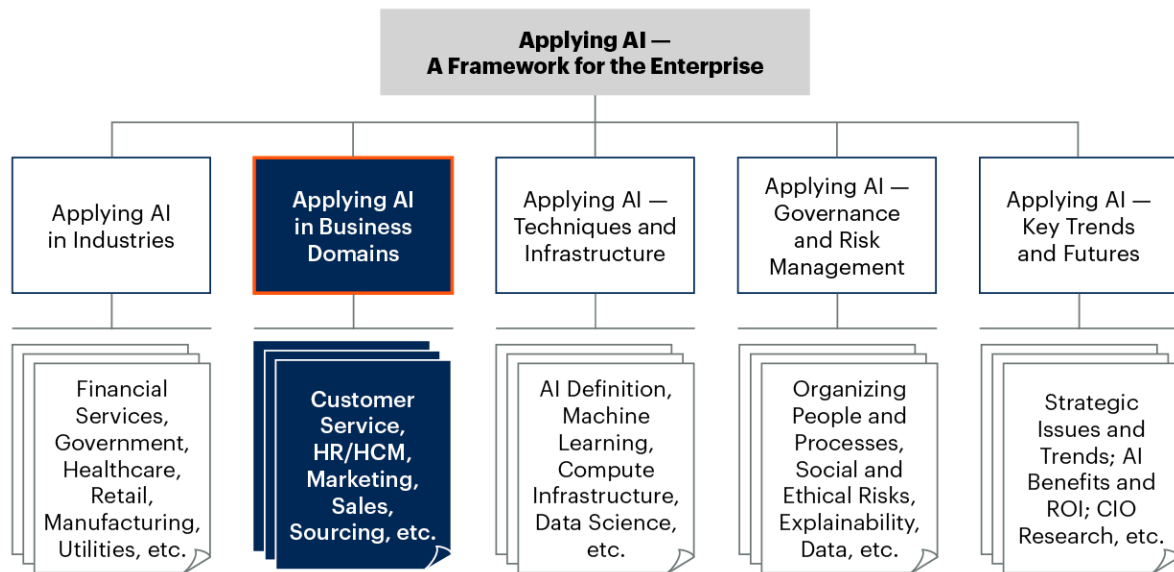 Applying AI —
A Framework for the Enterprise
Applying AI
in Industries
Applying AI
in Business
Domains
Applying AI —
Techniques and
Infrastructure
Applying AI —
Governance
and Risk
Management
Applying AI —
Key Trends
and Futures
Financial
Services,
Government,
Healthcare,
Retail,
Manufacturing,
Utilities, etc.
Customer
Service,
HR/HCM,
Marketing,
Sales,
Sourcing, etc.
AI Definition,
Machine
Learning,
Compute
Infrastructure,
Data Science,
etc.
Organizing
People and
Processes,
Social and
Ethical Risks,
Explainability,
Data, etc.
Strategic
Issues and
Trends; AI
Benefits and
ROI; CIO
Research, etc.